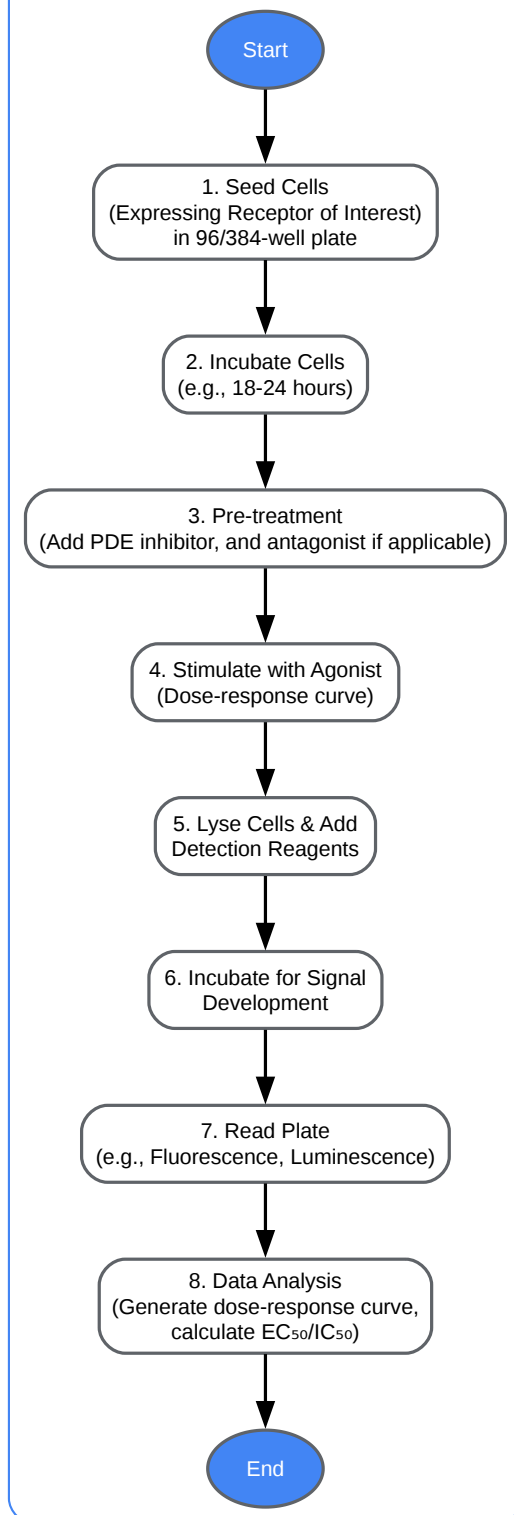 Start
1. Seed Cells
(Expressing Receptor of Interest)
in 96/384-well plate
2. Incubate Cells
(e.g., 18-24 hours)
3. Pre-treatment
(Add PDE inhibitor, and antagonist if applicable)
4. Stimulate with Agonist
(Dose-response curve)
5. Lyse Cells & Add
Detection Reagents
6. Incubate for Signal
Development
7. Read Plate
(e.g., Fluorescence, Luminescence)
8. Data Analysis
(Generate dose-response curve,
calculate EC₅₀/IC₅₀)
End